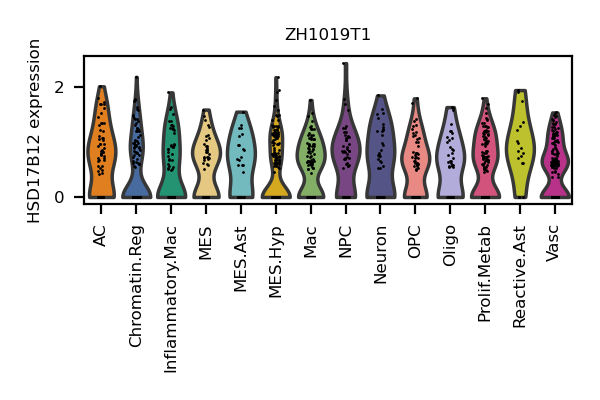 ZH1019T1
HSD17B12 expression
2
0
AC
Chromatin.Reg
Inflammatory.Mac
MES
MES.Ast
MES.Hyp
Mac
NPC
Neuron
OPC
Oligo
Prolif.Metab
Reactive.Ast
Vasc